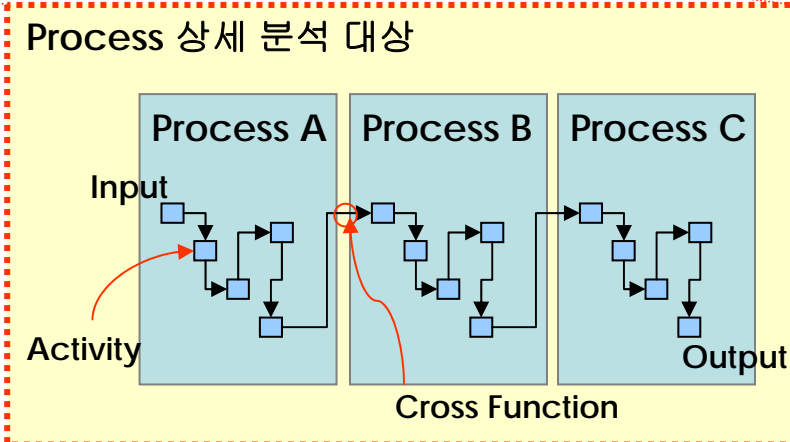 Process 상세 분석 대상
Process A
Process B
Process C
Input
Activity
Output
Cross Function